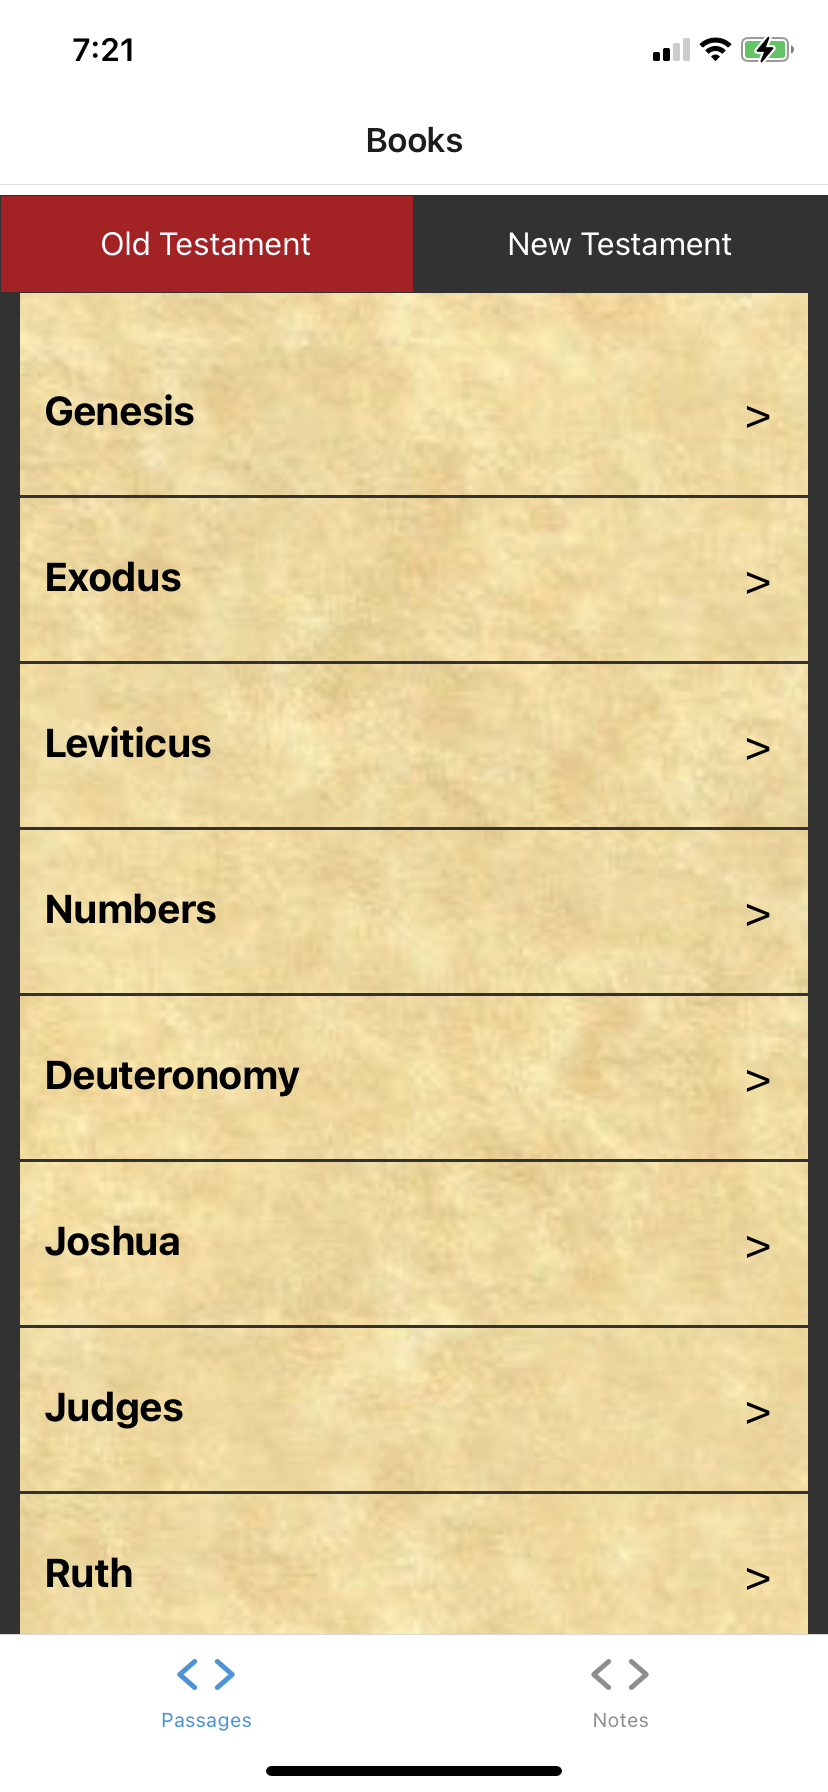 7:21
Books
Old Testament New Testament
Genesis >
Exodus >
Leviticus >
Numbers >
Deuteronomy >
Joshua >
Judges >
Ruth >
Passages Notes